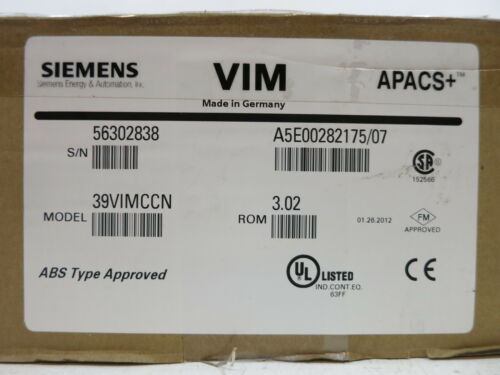 SIEMENS VIM APACS+™
Siemens Energy & Automation, Inc.
Made in Germany
56302838 A5E00282175/07
S/N
152566
39VIMCCN 3.02
MODEL ROM 01.26.2012
FM
APPROVED
ABS Type Approved
UL LISTED CE
IND.CONT.EQ.
63FF